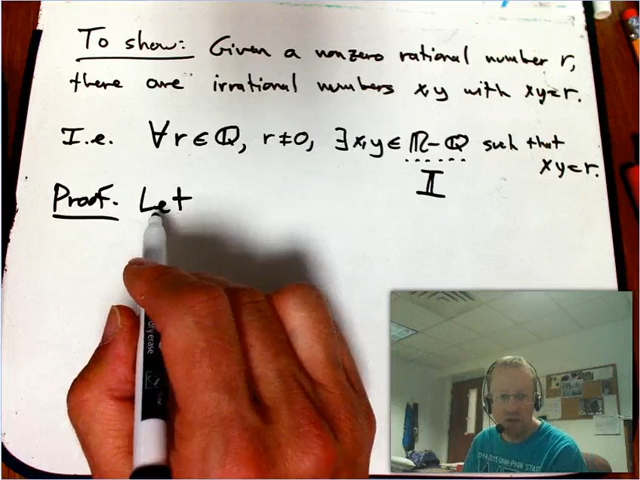 To show: Given a nonzero rational number r,
there are irrational numbers x,y with xy=r.
I.e. ∀r∈ℚ, r≠0, ∃x,y∈ℝ-ℚ such that
xy=r.
𝕀
Proof. Let